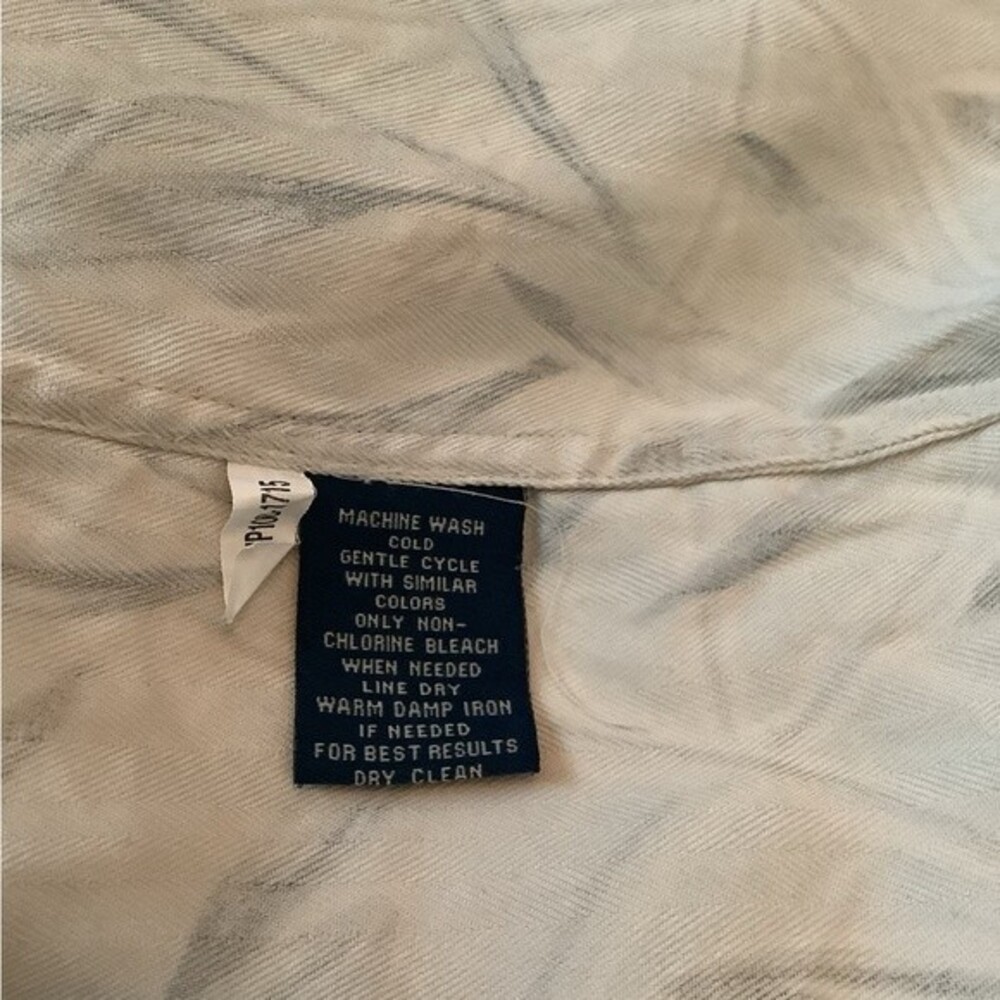 MACHINE WASH
COLD
GENTLE CYCLE
WITH SIMILAR
COLORS
ONLY NON-
CHLORINE BLEACH
WHEN NEEDED
LINE DRY
WARM DAMP IRON
IF NEEDED
FOR BEST RESULTS
DRY CLEAN